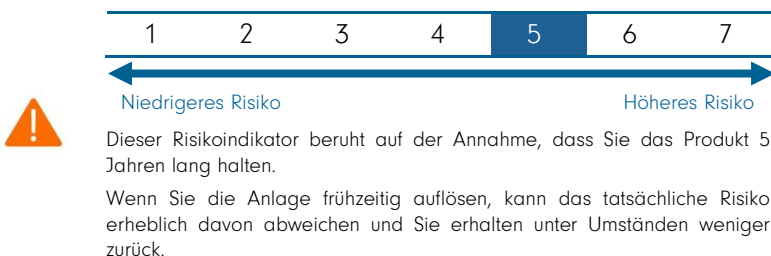 1 2 3 4 5 6 7
Niedrigeres Risiko Höheres Risiko
Dieser Risikoindikator beruht auf der Annahme, dass Sie das Produkt 5
Jahren lang halten.
Wenn Sie die Anlage frühzeitig auflösen, kann das tatsächliche Risiko
erheblich davon abweichen und Sie erhalten unter Umständen weniger
zurück.